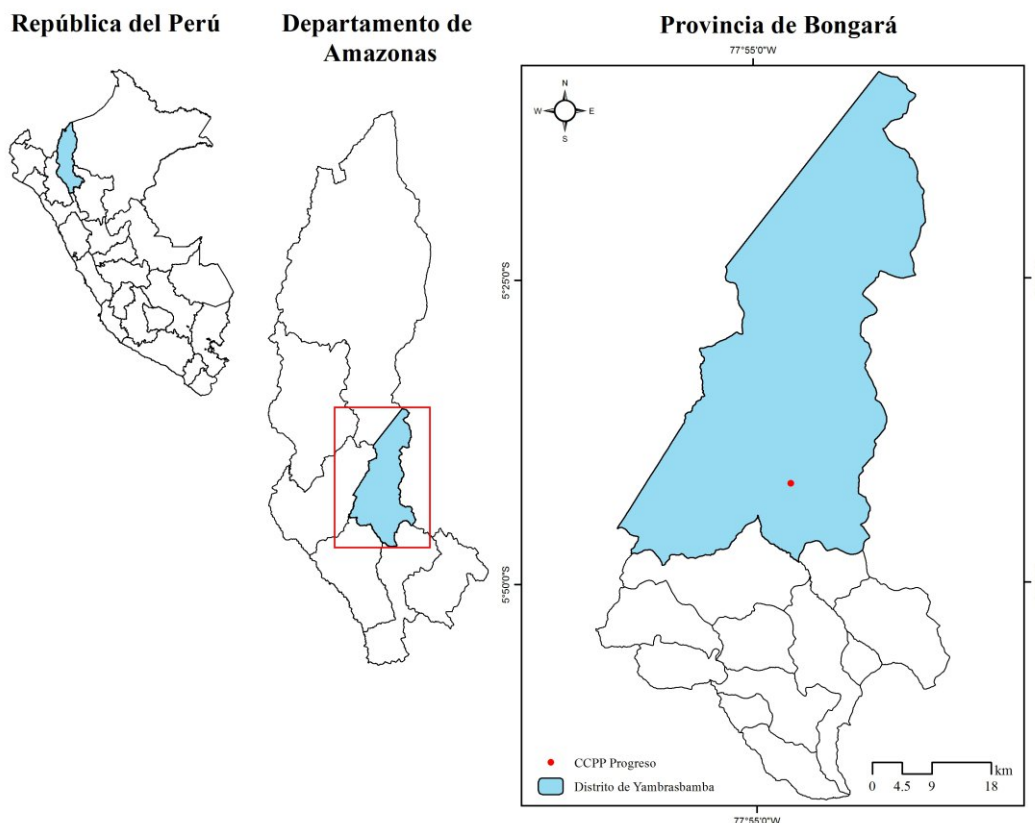 República del Perú
Departamento de
Amazonas
Provincia de Bongará
77°55'0"W
N
W
E
S
5°25'0"S
5°50'0"S
CCPP Progreso
Distrito de Yambrasbamba
km
0
4.5
9
18
77°55'0"W